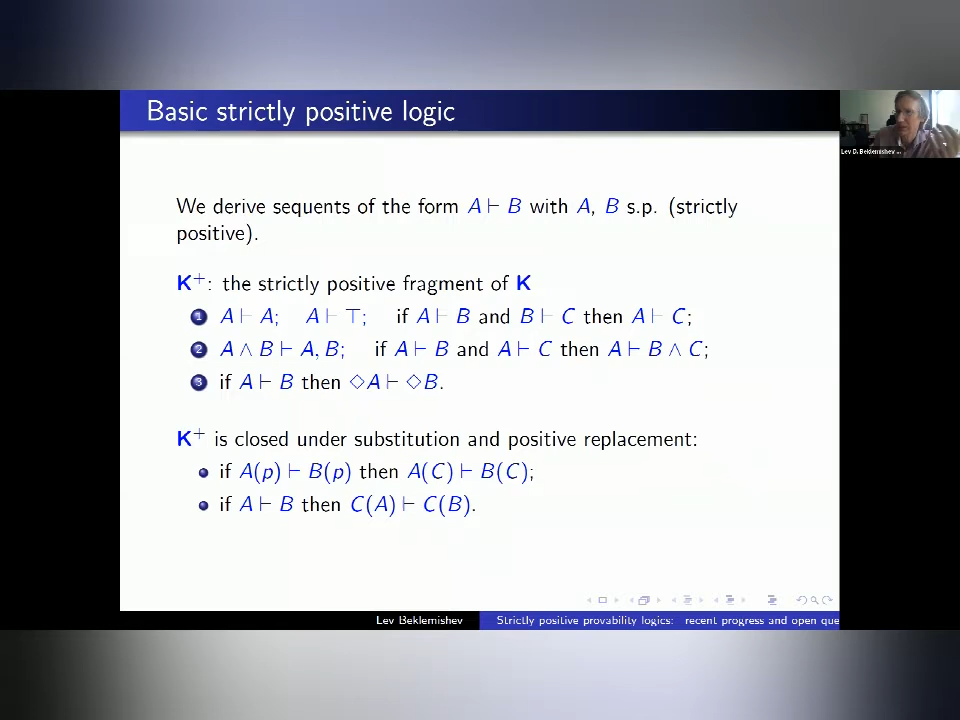 Basic strictly positive logic
Lev D. Beklemishev ...
We derive sequents of the form A ⊢ B with A, B s.p. (strictly
positive).
K⁺: the strictly positive fragment of K
1 A ⊢ A; A ⊢ ⊤; if A ⊢ B and B ⊢ C then A ⊢ C;
2 A ∧ B ⊢ A, B; if A ⊢ B and A ⊢ C then A ⊢ B ∧ C;
3 if A ⊢ B then ◇A ⊢ ◇B.
K⁺ is closed under substitution and positive replacement:
if A(p) ⊢ B(p) then A(C) ⊢ B(C);
if A ⊢ B then C(A) ⊢ C(B).
Lev Beklemishev Strictly positive provability logics: recent progress and open que